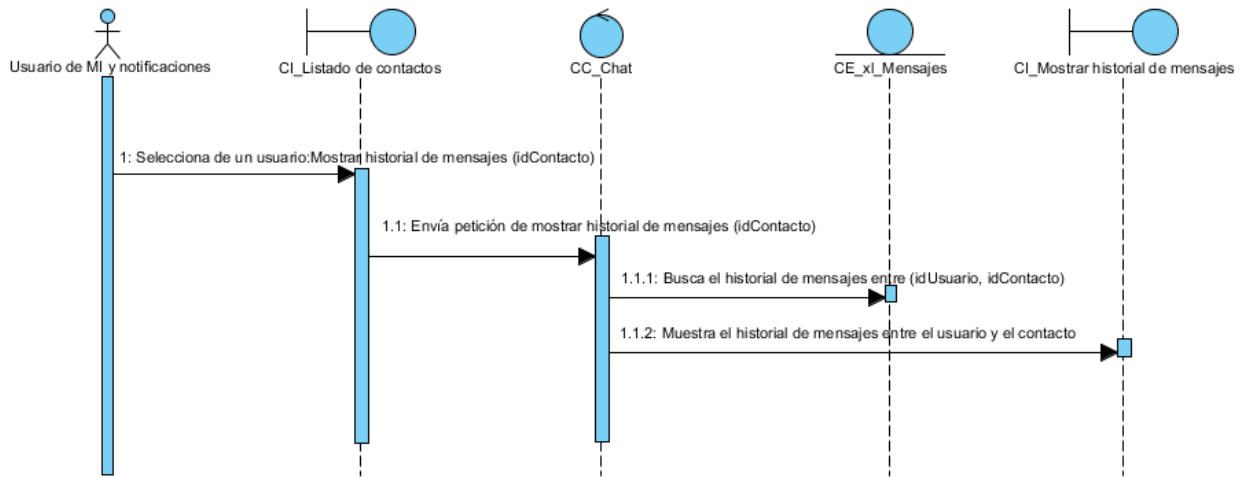 Usuario de MI y notificaciones
CI_Listado de contactos
CC_Chat
CE_xl_Mensajes
CI_Mostrar historial de mensajes
1: Selecciona de un usuario:Mostrar historial de mensajes (idContacto)
1.1: Envía petición de mostrar historial de mensajes (idContacto)
1.1.1: Busca el historial de mensajes entre (idUsuario, idContacto)
1.1.2: Muestra el historial de mensajes entre el usuario y el contacto